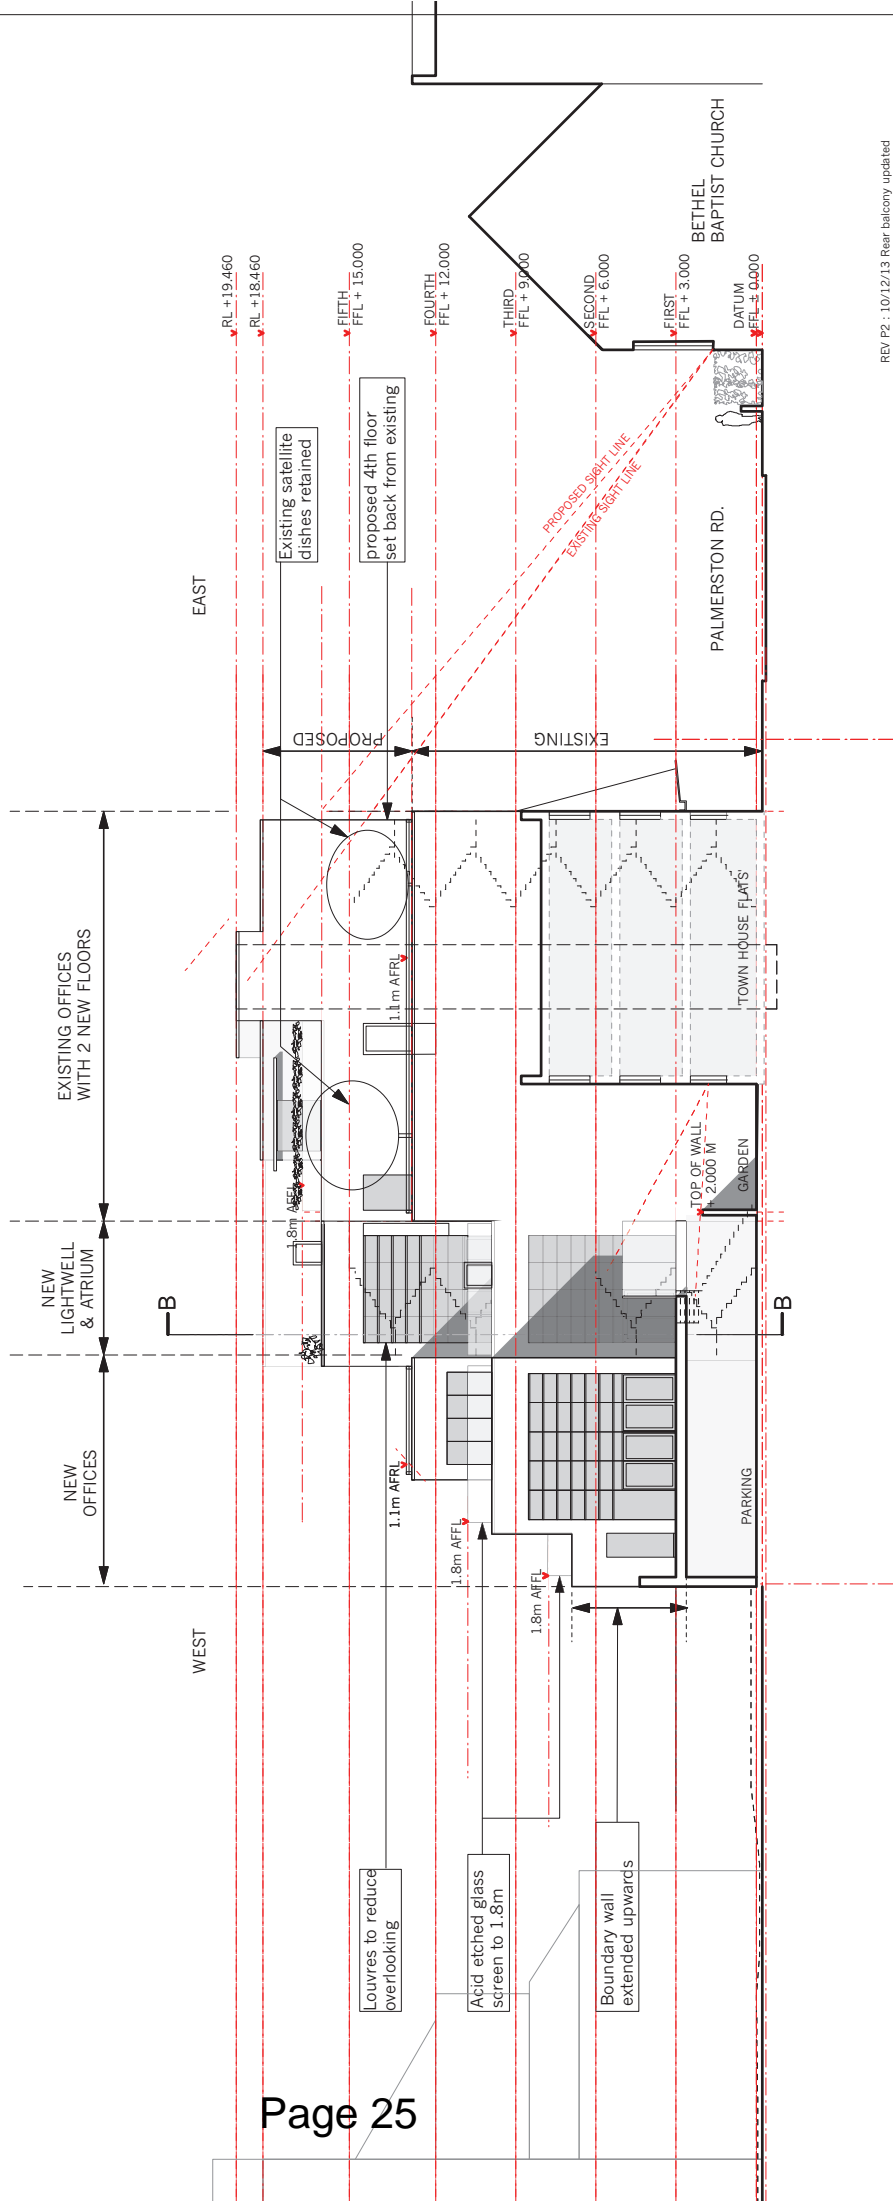 WEST
EAST
NEW
OFFICES
NEW
LIGHTWELL
& ATRIUM
EXISTING OFFICES
WITH 2 NEW FLOORS
B
B
Louvres to reduce
overlooking
Acid etched glass
screen to 1.8m
Boundary wall
extended upwards
Existing satellite
dishes retained
proposed 4th floor
set back from existing
1.8m AFFL
1.1m AFRL
1.1m AFRL
1.8m AFFL
1.8m AFFL
PROPOSED
EXISTING
PROPOSED SIGHT LINE
EXISTING SIGHT LINE
RL +19.460
RL +18.460
FIFTH
FFL + 15.000
FOURTH
FFL + 12.000
THIRD
FFL + 9.000
SECOND
FFL + 6.000
FIRST
FFL + 3.000
DATUM
FFL ± 0.000
TOP OF WALL
+ 2.000 M
PARKING
GARDEN
'TOWN HOUSE FLATS'
PALMERSTON RD.
BETHEL
BAPTIST CHURCH
REV P2 : 10/12/13 Rear balcony updated
Page 25